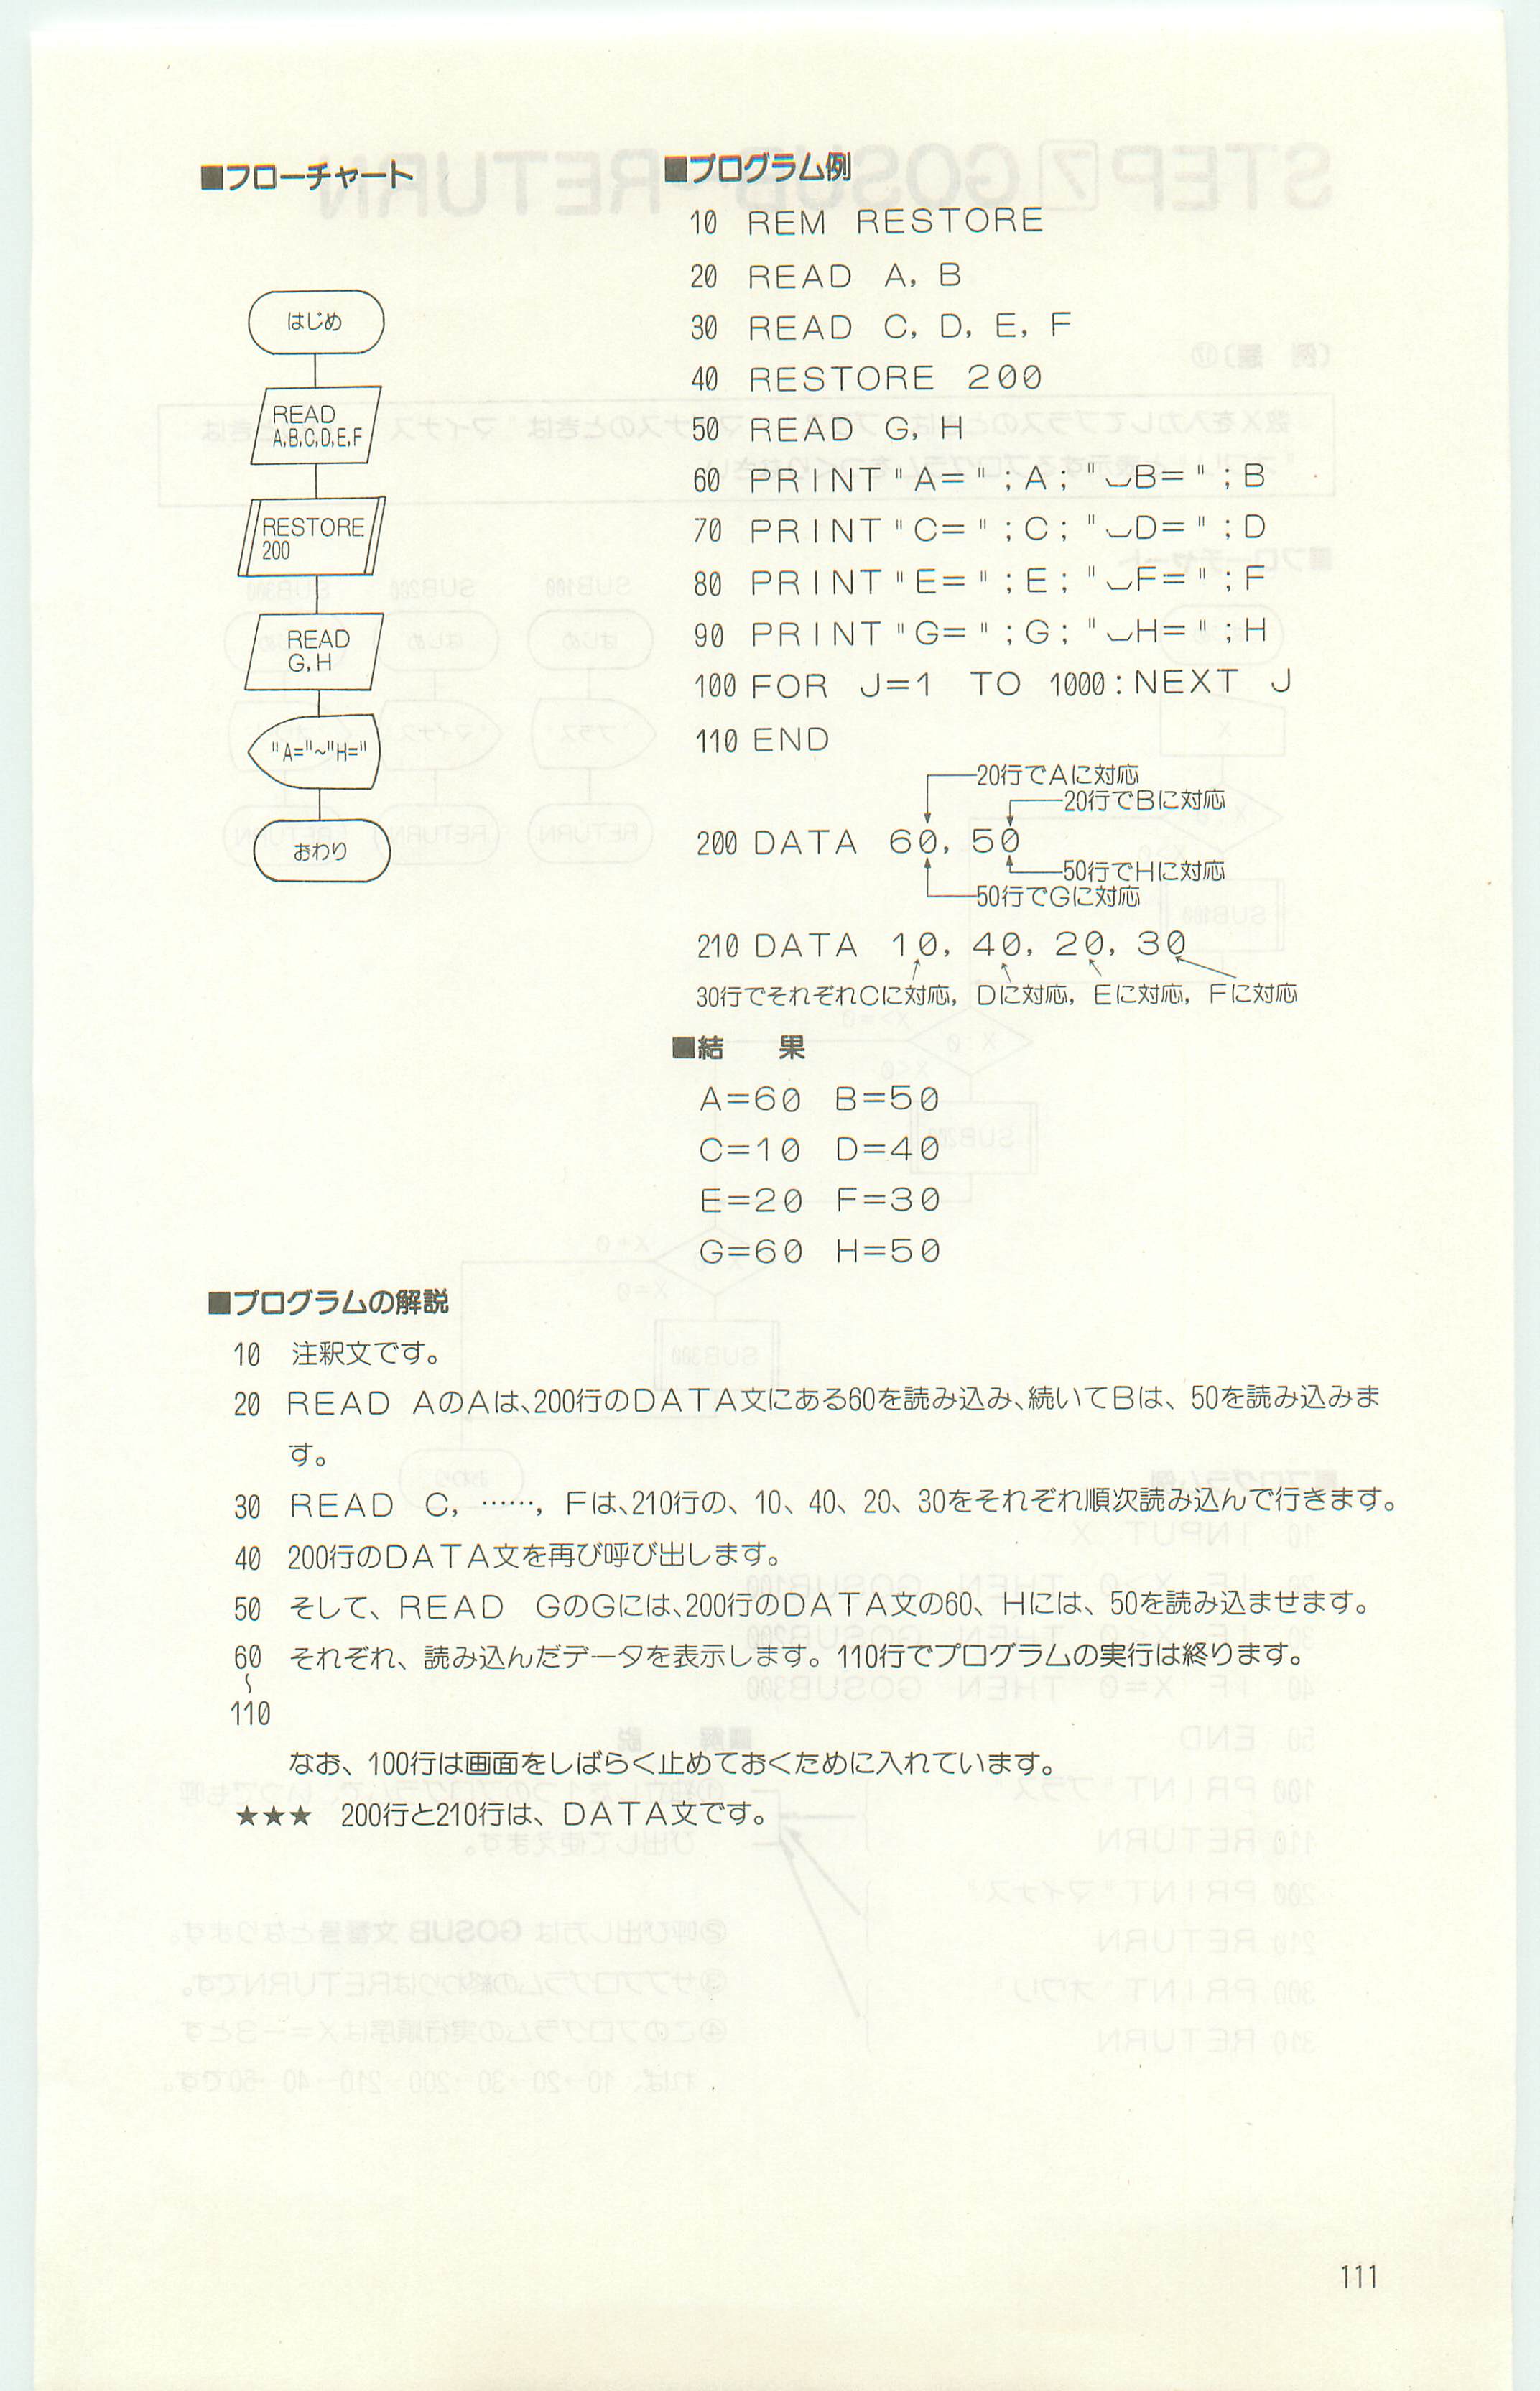 ■フローチャート
はじめ
READ
A,B,C,D,E,F
RESTORE
200
READ
G,H
"A="~"H="
おわり
■プログラム例
10 REM RESTORE
20 READ A, B
30 READ C, D, E, F
40 RESTORE 200
50 READ G, H
60 PRINT"A=";A;"⌣B=";B
70 PRINT"C=";C;"⌣D=";D
80 PRINT"E=";E;"⌣F=";F
90 PRINT"G=";G;"⌣H=";H
100 FOR J=1 TO 1000:NEXT J
110 END
20行でAに対応
20行でBに対応
200 DATA 60, 50
50行でHに対応
50行でGに対応
210 DATA 10, 40, 20, 30
30行でそれぞれCに対応, Dに対応, Eに対応, Fに対応
■結 果
A=60 B=50
C=10 D=40
E=20 F=30
G=60 H=50
■プログラムの解説
10 注釈文です。
20 READ AのAは、200行のDATA文にある60を読み込み、続いてBは、50を読み込みま
す。
30 READ C, ……, Fは、210行の、10、40、20、30をそれぞれ順次読み込んで行きます。
40 200行のDATA文を再び呼び出します。
50 そして、READ GのGには、200行のDATA文の60、Hには、50を読み込ませます。
60 それぞれ、読み込んだデータを表示します。110行でプログラムの実行は終ります。
〜
110
なお、100行は画面をしばらく止めておくために入れています。
★★★ 200行と210行は、DATA文です。
111